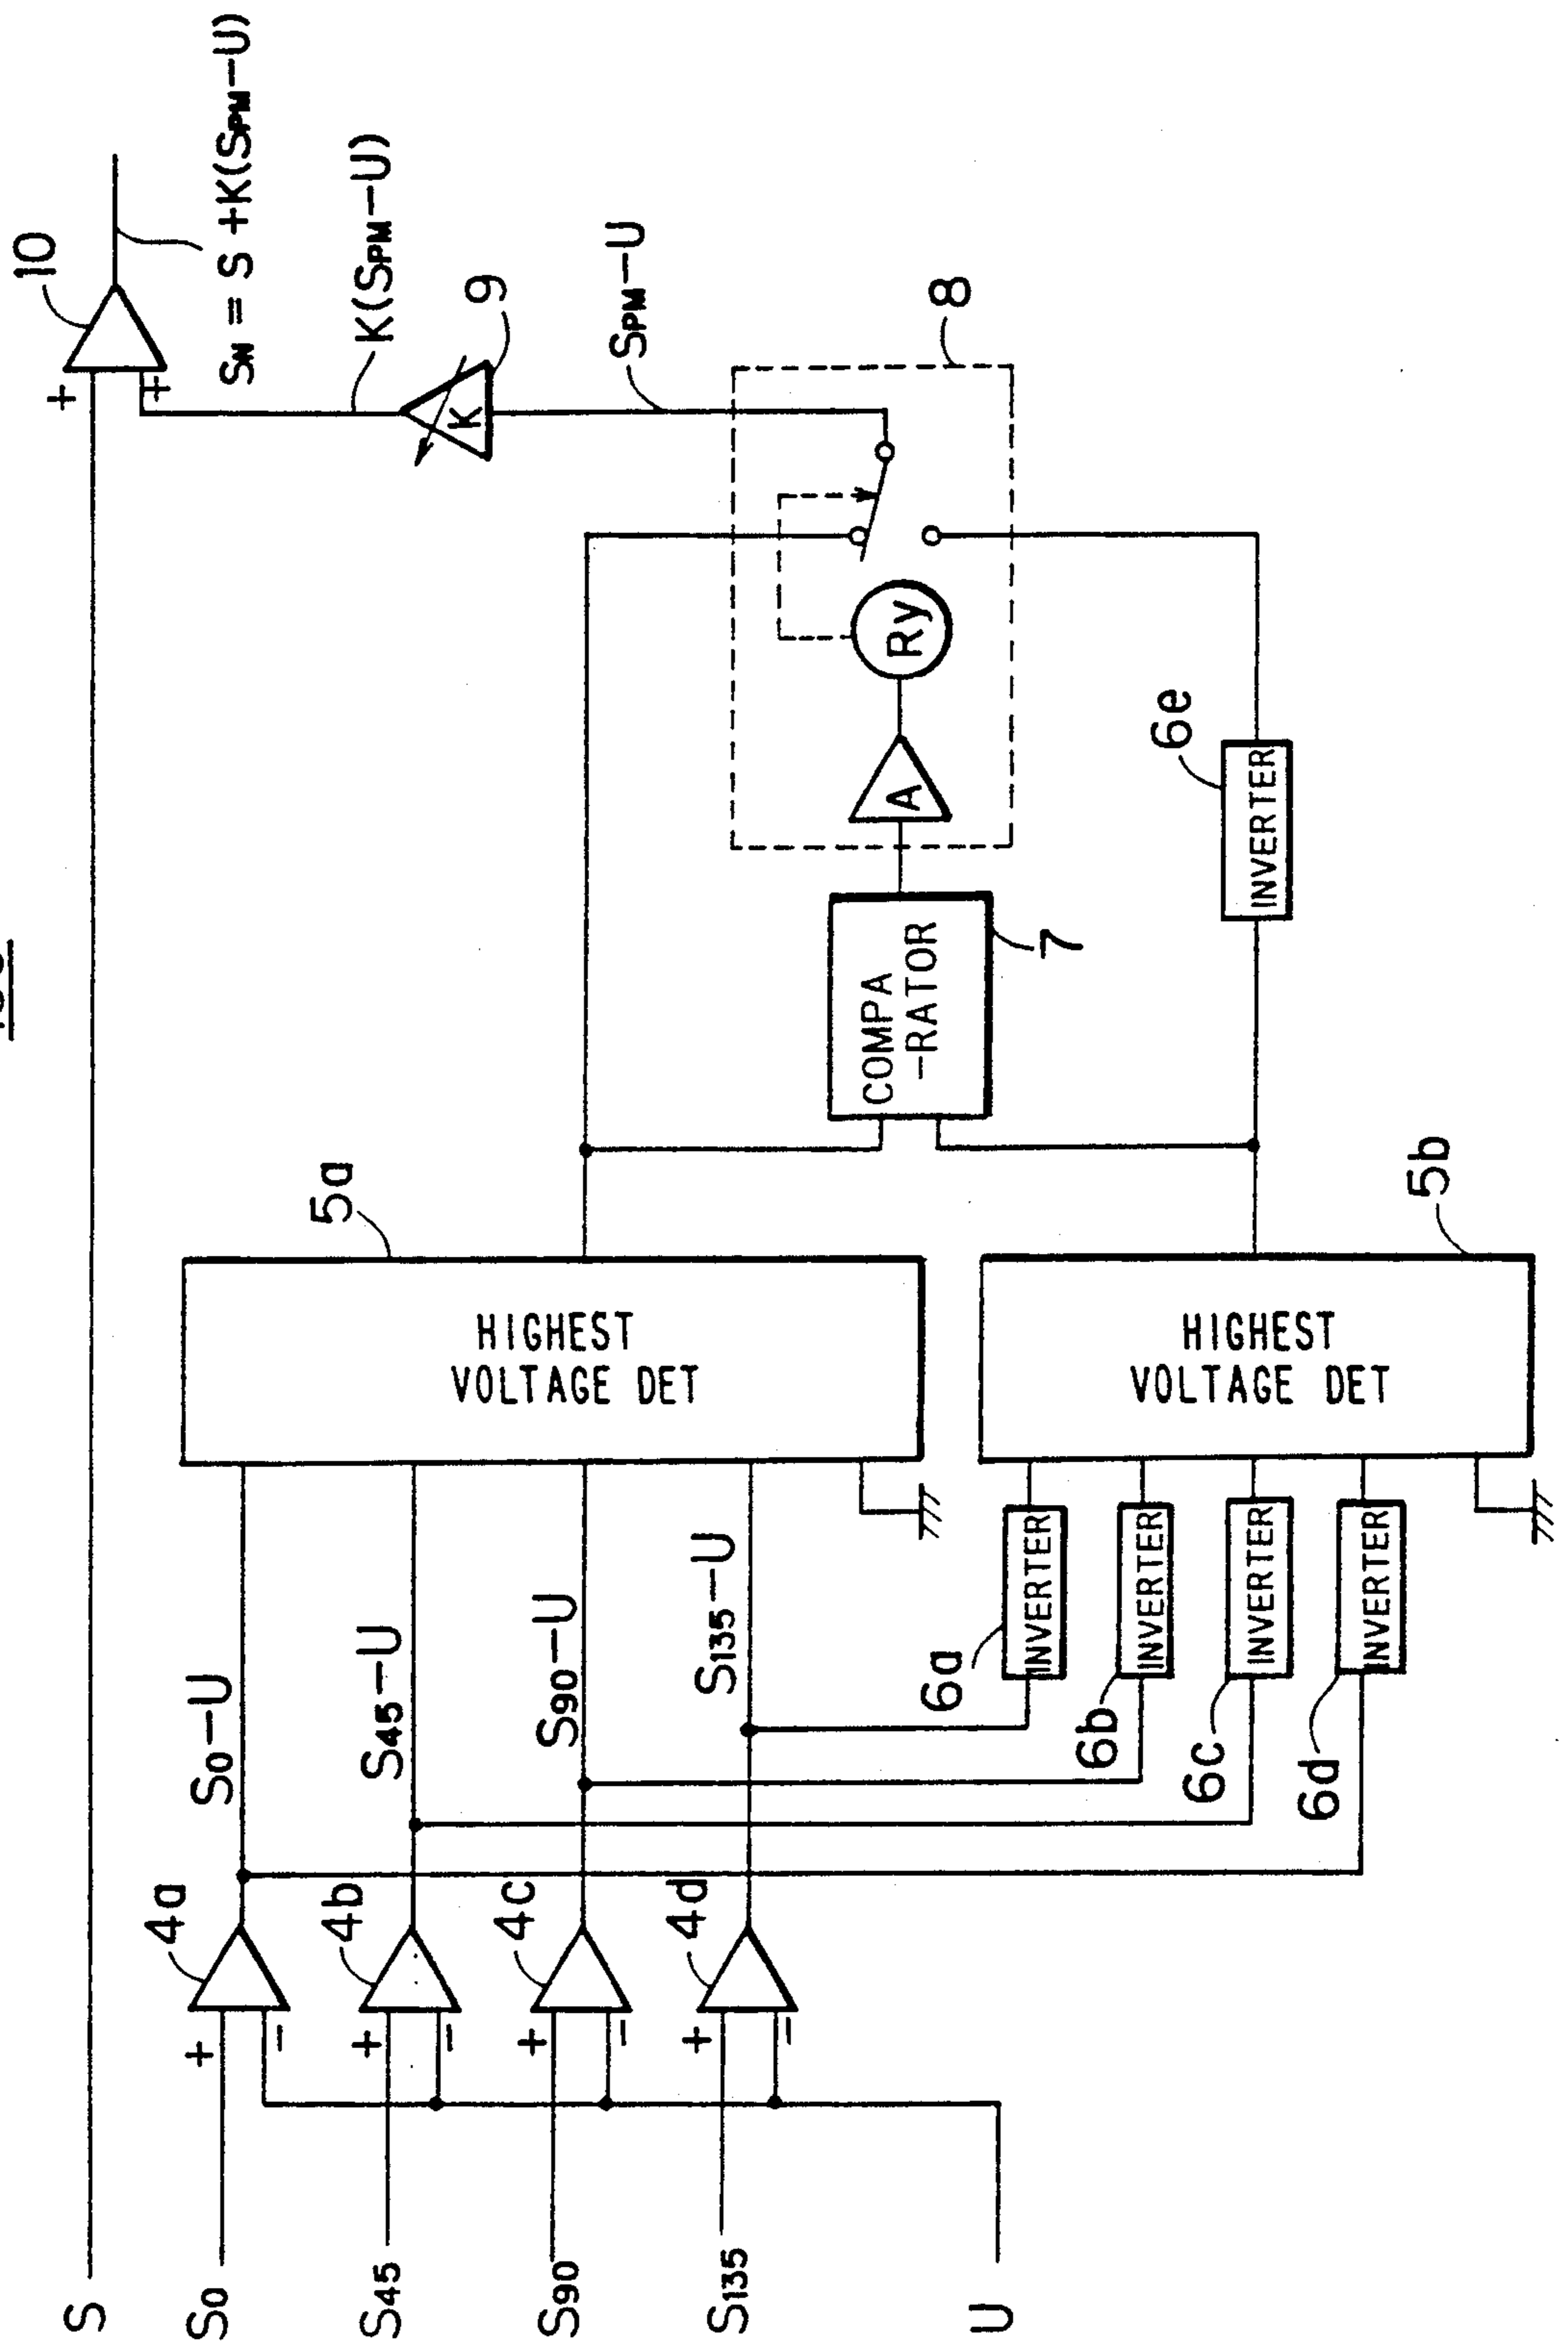 10
+
+
SN = S +K(SPM-U)
K(SPM-U)
9
K
SPM-U
8
Ry
A
6e
INVERTER
COMPA
-RATOR
7
5a
HIGHEST
VOLTAGE DET
5b
HIGHEST
VOLTAGE DET
S0-U
S45-U
S90-U
S135-U
6a
INVERTER
6b
INVERTER
6c
INVERTER
6d
INVERTER
4a
4b
4c
4d
+
-
+
-
+
-
+
-
S
S0
S45
S90
S135
U